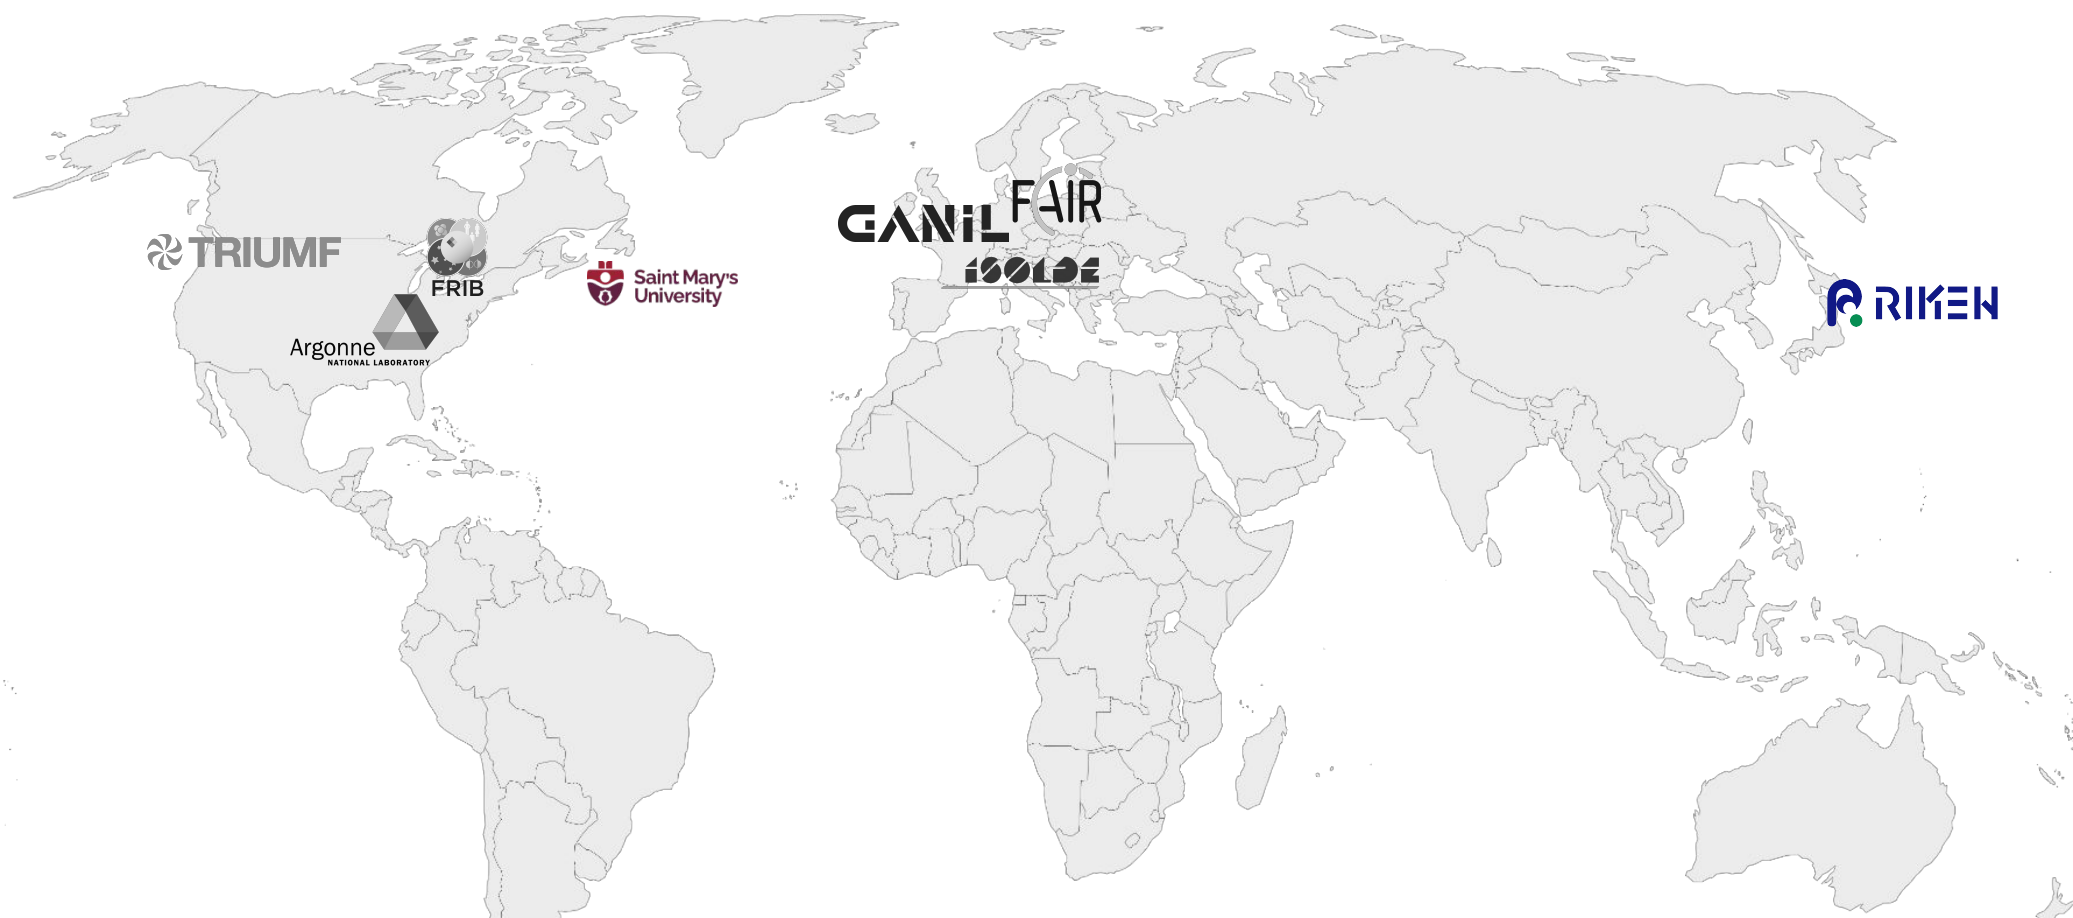 TRIUMF
FRIB
Argonne
NATIONAL LABORATORY
Saint Mary's
University
GANIL
FAIR
ISOLDE
RIKEN